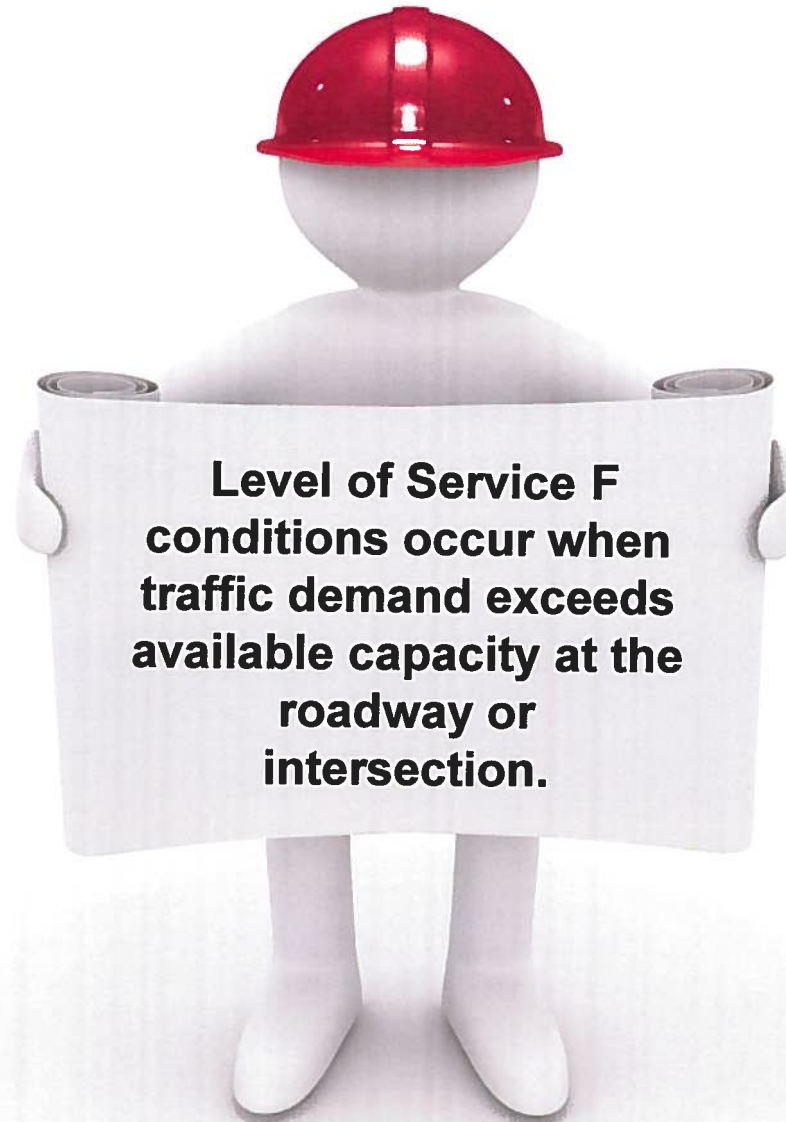 Level of Service F
conditions occur when
traffic demand exceeds
available capacity at the
roadway or
intersection.